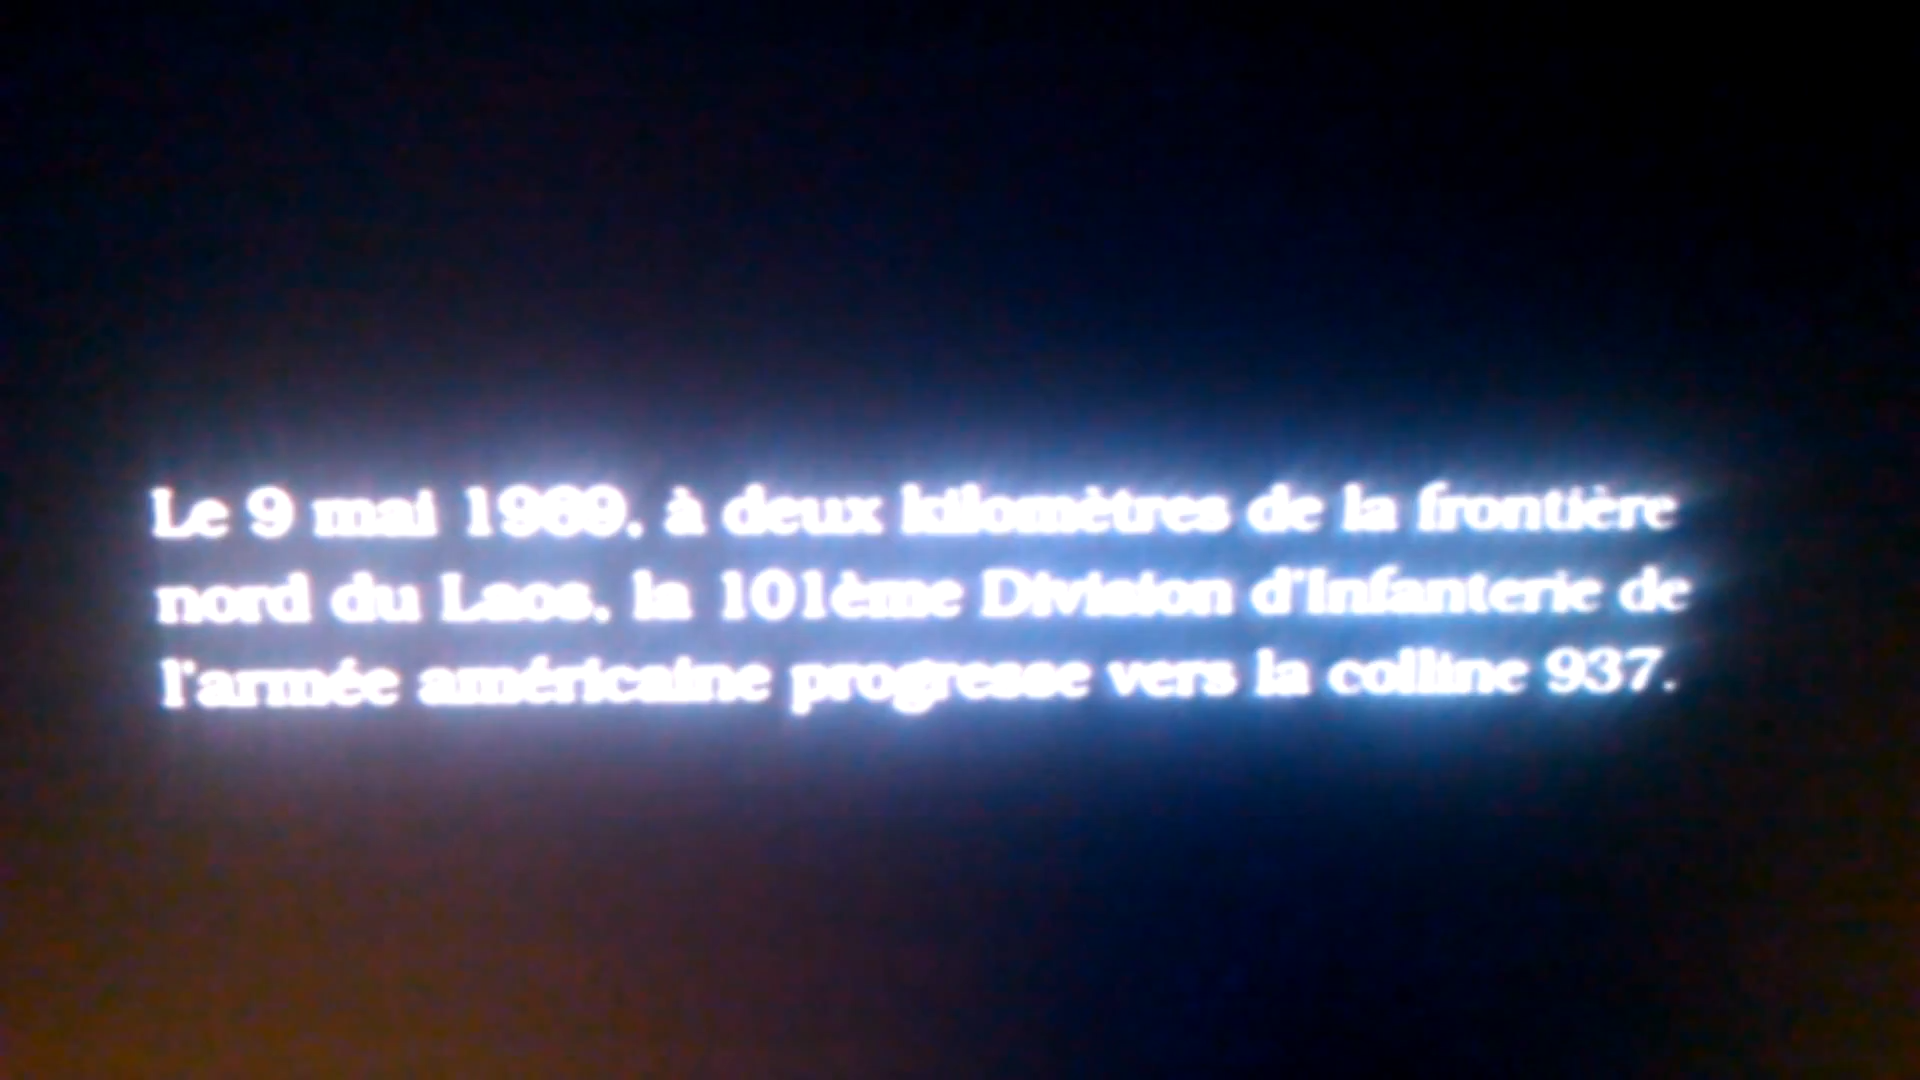 Le 9 mai 1969, à deux kilomètres de la frontière
nord du Laos, la 101ème Division d'Infanterie de
l'armée américaine progresse vers la colline 937.